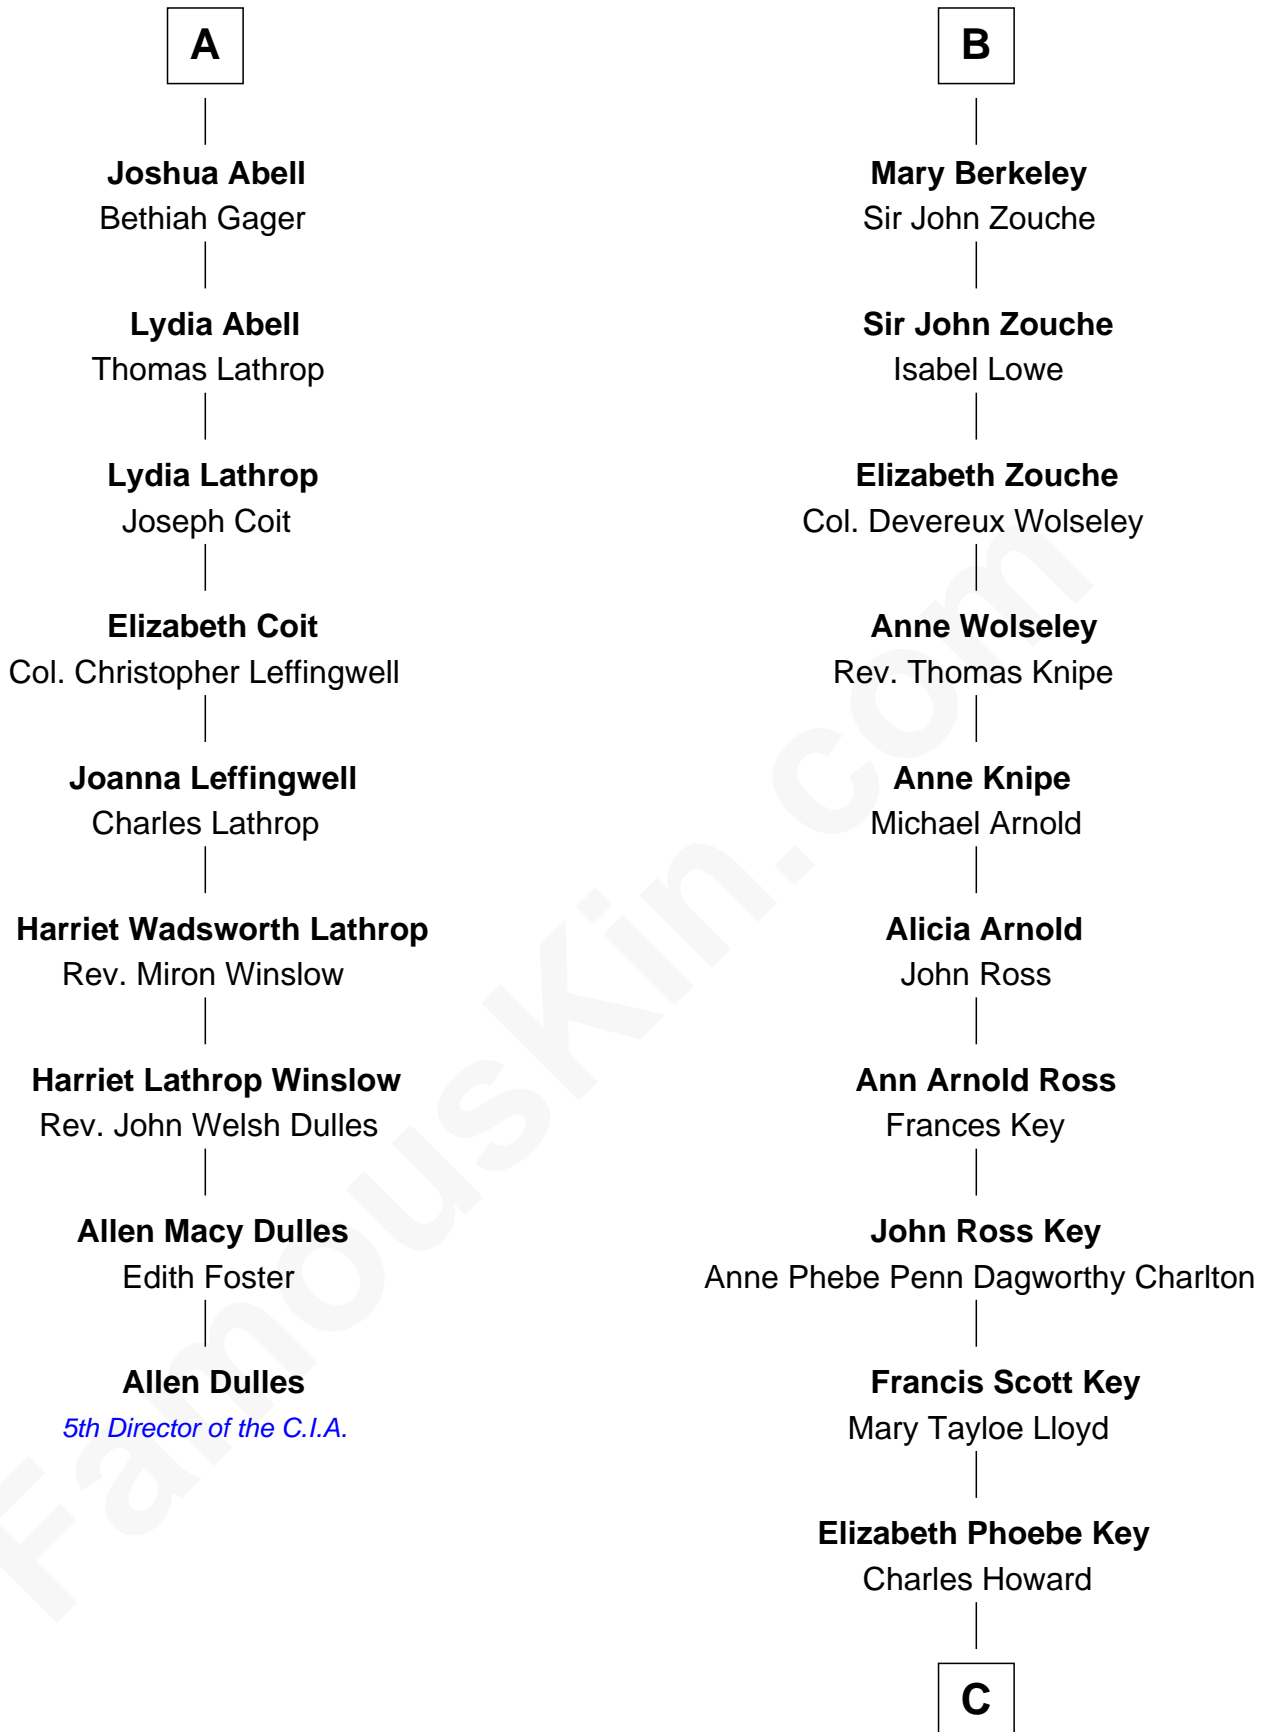 A
Joshua Abell
Bethiah Gager
Lydia Abell
Thomas Lathrop
Lydia Lathrop
Joseph Coit
Elizabeth Coit
Col. Christopher Leffingwell
Joanna Leffingwell
Charles Lathrop
Harriet Wadsworth Lathrop
Rev. Miron Winslow
Harriet Lathrop Winslow
Rev. John Welsh Dulles
Allen Macy Dulles
Edith Foster
Allen Dulles
5th Director of the C.I.A.
B
Mary Berkeley
Sir John Zouche
Sir John Zouche
Isabel Lowe
Elizabeth Zouche
Col. Devereux Wolseley
Anne Wolseley
Rev. Thomas Knipe
Anne Knipe
Michael Arnold
Alicia Arnold
John Ross
Ann Arnold Ross
Frances Key
John Ross Key
Anne Phebe Penn Dagworthy Charlton
Francis Scott Key
Mary Tayloe Lloyd
Elizabeth Phoebe Key
Charles Howard
C
FamousKin.com